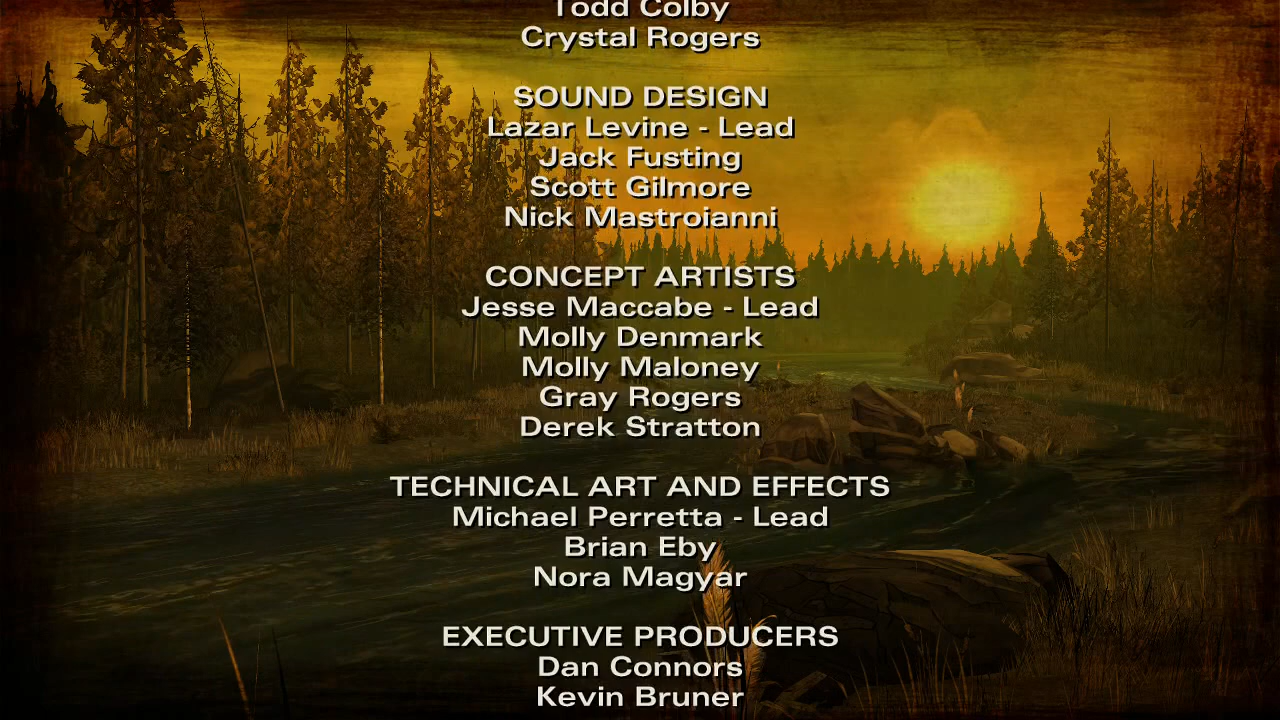 Todd Colby
Crystal Rogers
SOUND DESIGN
Lazar Levine - Lead
Jack Fusting
Scott Gilmore
Nick Mastroianni
CONCEPT ARTISTS
Jesse Maccabe - Lead
Molly Denmark
Molly Maloney
Gray Rogers
Derek Stratton
TECHNICAL ART AND EFFECTS
Michael Perretta - Lead
Brian Eby
Nora Magyar
EXECUTIVE PRODUCERS
Dan Connors
Kevin Bruner